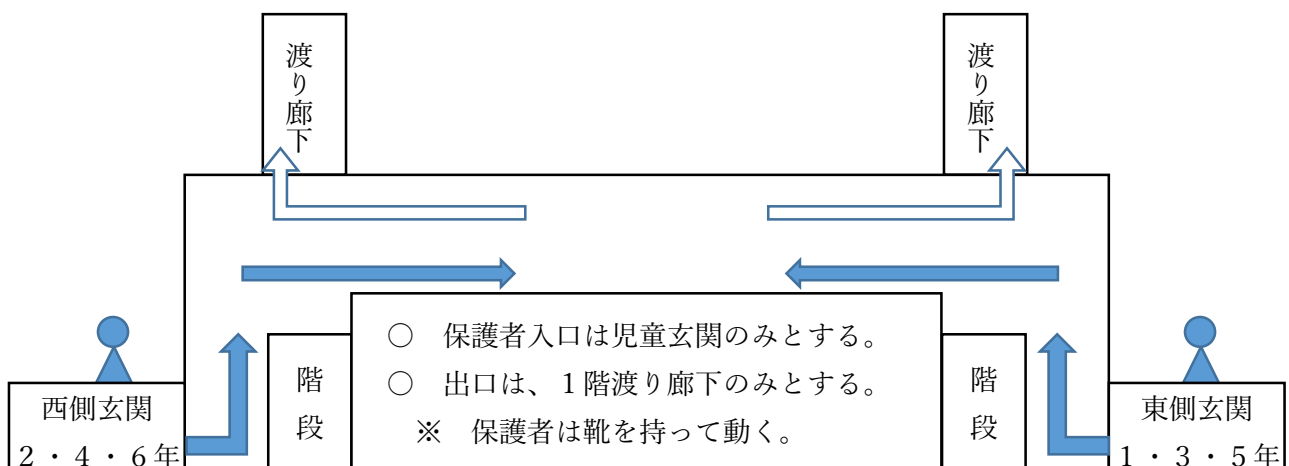 渡り廊下
渡り廊下
○　保護者入口は児童玄関のみとする。
○　出口は、１階渡り廊下のみとする。
※　保護者は靴を持って動く。
階段
階段
西側玄関
２・４・６年
東側玄関
１・３・５年